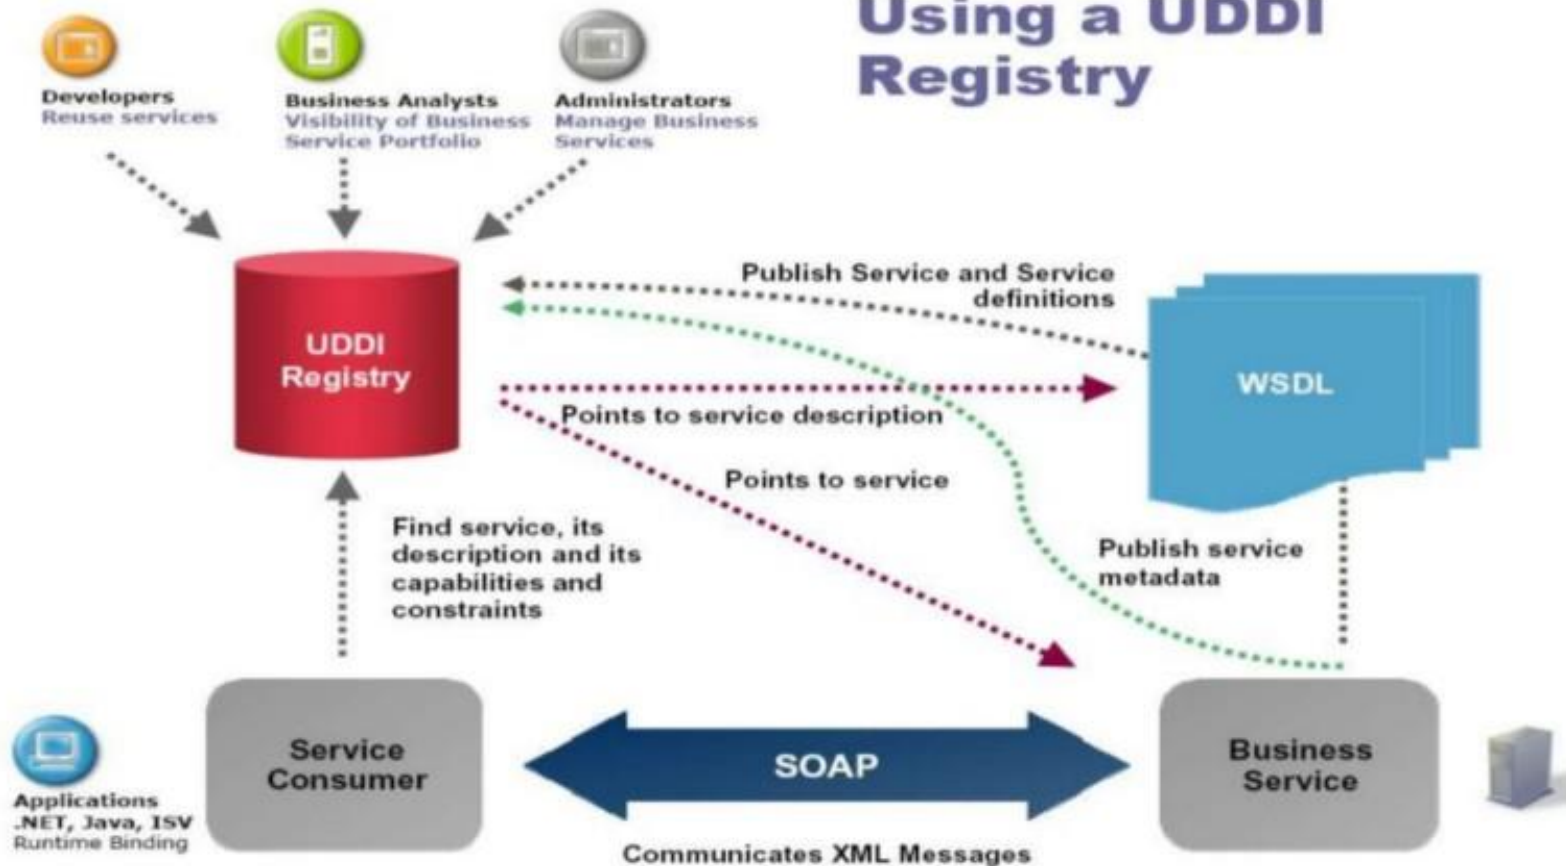 Using a UDDI
Registry
Developers
Reuse services
Business Analysts
Visibility of Business
Service Portfolio
Administrators
Manage Business
Services
Publish Service and Service
definitions
UDDI
Registry
WSDL
Points to service description
Points to service
Find service, its
description and its
capabilities and
constraints
Publish service
metadata
Service
Consumer
SOAP
Business
Service
Applications
.NET, Java, ISV
Runtime Binding
Communicates XML Messages